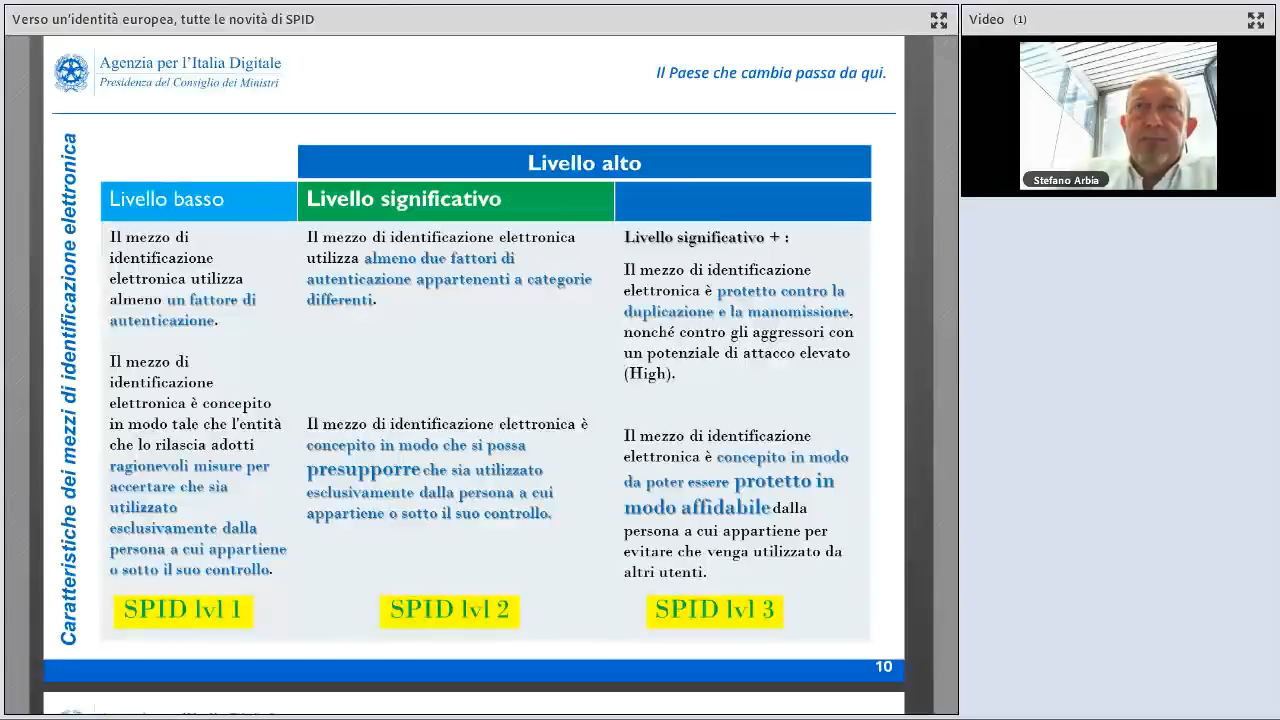 Verso un'identità europea, tutte le novità di SPID
Agenzia per l'Italia Digitale
Presidenza del Consiglio dei Ministri
Il Paese che cambia passa da qui.
Caratteristiche dei mezzi di identificazione elettronica
Livello alto
Livello basso
Livello significativo
Il mezzo di
identificazione
elettronica utilizza
almeno un fattore di
autenticazione.
Il mezzo di
identificazione
elettronica è concepito
in modo tale che l'entità
che lo rilascia adotti
ragionevoli misure per
accertare che sia
utilizzato
esclusivamente dalla
persona a cui appartiene
o sotto il suo controllo.
SPID lvl 1
Il mezzo di identificazione elettronica
utilizza almeno due fattori di
autenticazione appartenenti a categorie
differenti.
Il mezzo di identificazione elettronica è
concepito in modo che si possa
presupporre che sia utilizzato
esclusivamente dalla persona a cui
appartiene o sotto il suo controllo.
SPID lvl 2
Livello significativo + :
Il mezzo di identificazione
elettronica è protetto contro la
duplicazione e la manomissione,
nonché contro gli aggressori con
un potenziale di attacco elevato
(High).
Il mezzo di identificazione
elettronica è concepito in modo
da poter essere protetto in
modo affidabile dalla
persona a cui appartiene per
evitare che venga utilizzato da
altri utenti.
SPID lvl 3
10
Video (1)
Stefano Arbia